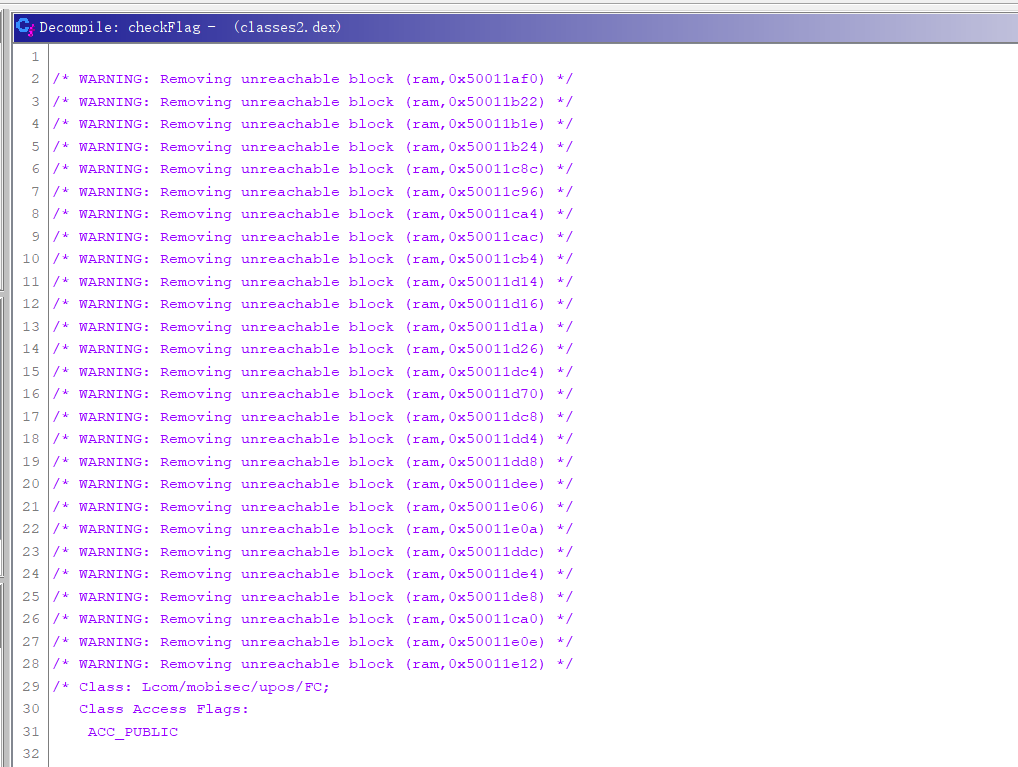 Decompile: checkFlag - (classes2.dex)
1
2 /* WARNING: Removing unreachable block (ram,0x50011af0) */
3 /* WARNING: Removing unreachable block (ram,0x50011b22) */
4 /* WARNING: Removing unreachable block (ram,0x50011b1e) */
5 /* WARNING: Removing unreachable block (ram,0x50011b24) */
6 /* WARNING: Removing unreachable block (ram,0x50011c8c) */
7 /* WARNING: Removing unreachable block (ram,0x50011c96) */
8 /* WARNING: Removing unreachable block (ram,0x50011ca4) */
9 /* WARNING: Removing unreachable block (ram,0x50011cac) */
10 /* WARNING: Removing unreachable block (ram,0x50011cb4) */
11 /* WARNING: Removing unreachable block (ram,0x50011d14) */
12 /* WARNING: Removing unreachable block (ram,0x50011d16) */
13 /* WARNING: Removing unreachable block (ram,0x50011d1a) */
14 /* WARNING: Removing unreachable block (ram,0x50011d26) */
15 /* WARNING: Removing unreachable block (ram,0x50011dc4) */
16 /* WARNING: Removing unreachable block (ram,0x50011d70) */
17 /* WARNING: Removing unreachable block (ram,0x50011dc8) */
18 /* WARNING: Removing unreachable block (ram,0x50011dd4) */
19 /* WARNING: Removing unreachable block (ram,0x50011dd8) */
20 /* WARNING: Removing unreachable block (ram,0x50011dee) */
21 /* WARNING: Removing unreachable block (ram,0x50011e06) */
22 /* WARNING: Removing unreachable block (ram,0x50011e0a) */
23 /* WARNING: Removing unreachable block (ram,0x50011ddc) */
24 /* WARNING: Removing unreachable block (ram,0x50011de4) */
25 /* WARNING: Removing unreachable block (ram,0x50011de8) */
26 /* WARNING: Removing unreachable block (ram,0x50011ca0) */
27 /* WARNING: Removing unreachable block (ram,0x50011e0e) */
28 /* WARNING: Removing unreachable block (ram,0x50011e12) */
29 /* Class: Lcom/mobisec/upos/FC;
30 Class Access Flags:
31 ACC_PUBLIC
32